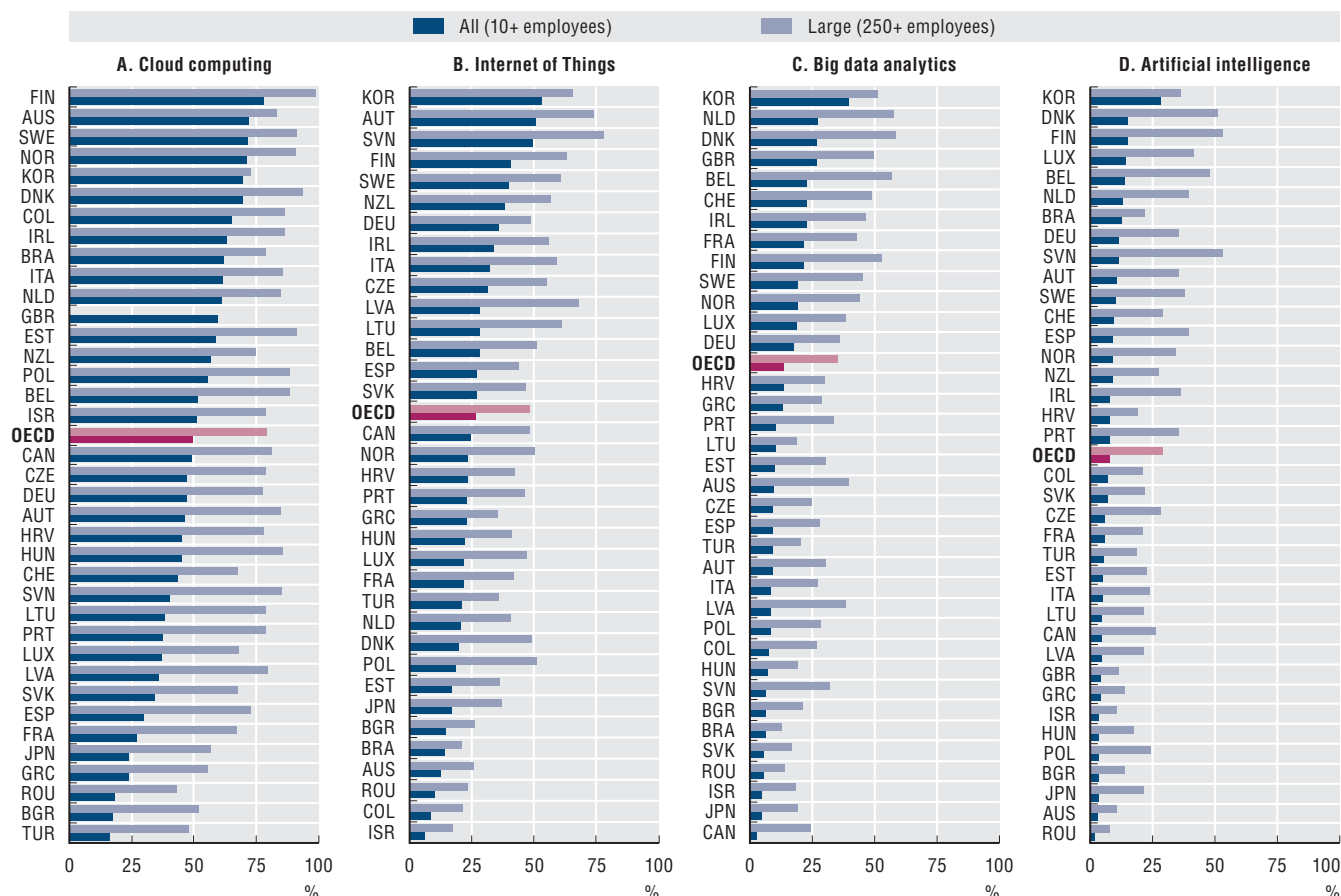 All (10+ employees)
Large (250+ employees)
A. Cloud computing
FIN
AUS
SWE
NOR
KOR
DNK
COL
IRL
BRA
ITA
NLD
GBR
EST
NZL
POL
BEL
ISR
OECD
CAN
CZE
DEU
AUT
HRV
HUN
CHE
SVN
LTU
PRT
LUX
LVA
SVK
ESP
FRA
JPN
GRC
ROU
BGR
TUR
0 25 50 75 100
%
B. Internet of Things
KOR
AUT
SVN
FIN
SWE
NZL
DEU
IRL
ITA
CZE
LVA
LTU
BEL
ESP
SVK
OECD
CAN
NOR
HRV
PRT
GRC
HUN
LUX
FRA
TUR
NLD
DNK
POL
EST
JPN
BGR
BRA
AUS
ROU
COL
ISR
0 25 50 75 100
%
C. Big data analytics
KOR
NLD
DNK
GBR
BEL
CHE
IRL
FRA
FIN
SWE
NOR
LUX
DEU
OECD
HRV
GRC
PRT
LTU
EST
AUS
CZE
ESP
TUR
AUT
ITA
LVA
POL
COL
HUN
SVN
BGR
BRA
SVK
ROU
ISR
JPN
CAN
0 25 50 75 100
%
D. Artificial intelligence
KOR
DNK
FIN
LUX
BEL
NLD
BRA
DEU
SVN
AUT
SWE
CHE
ESP
NOR
NZL
IRL
HRV
PRT
OECD
COL
SVK
CZE
FRA
TUR
EST
ITA
LTU
CAN
LVA
GBR
GRC
ISR
HUN
POL
BGR
JPN
AUS
ROU
0 25 50 75 100
%